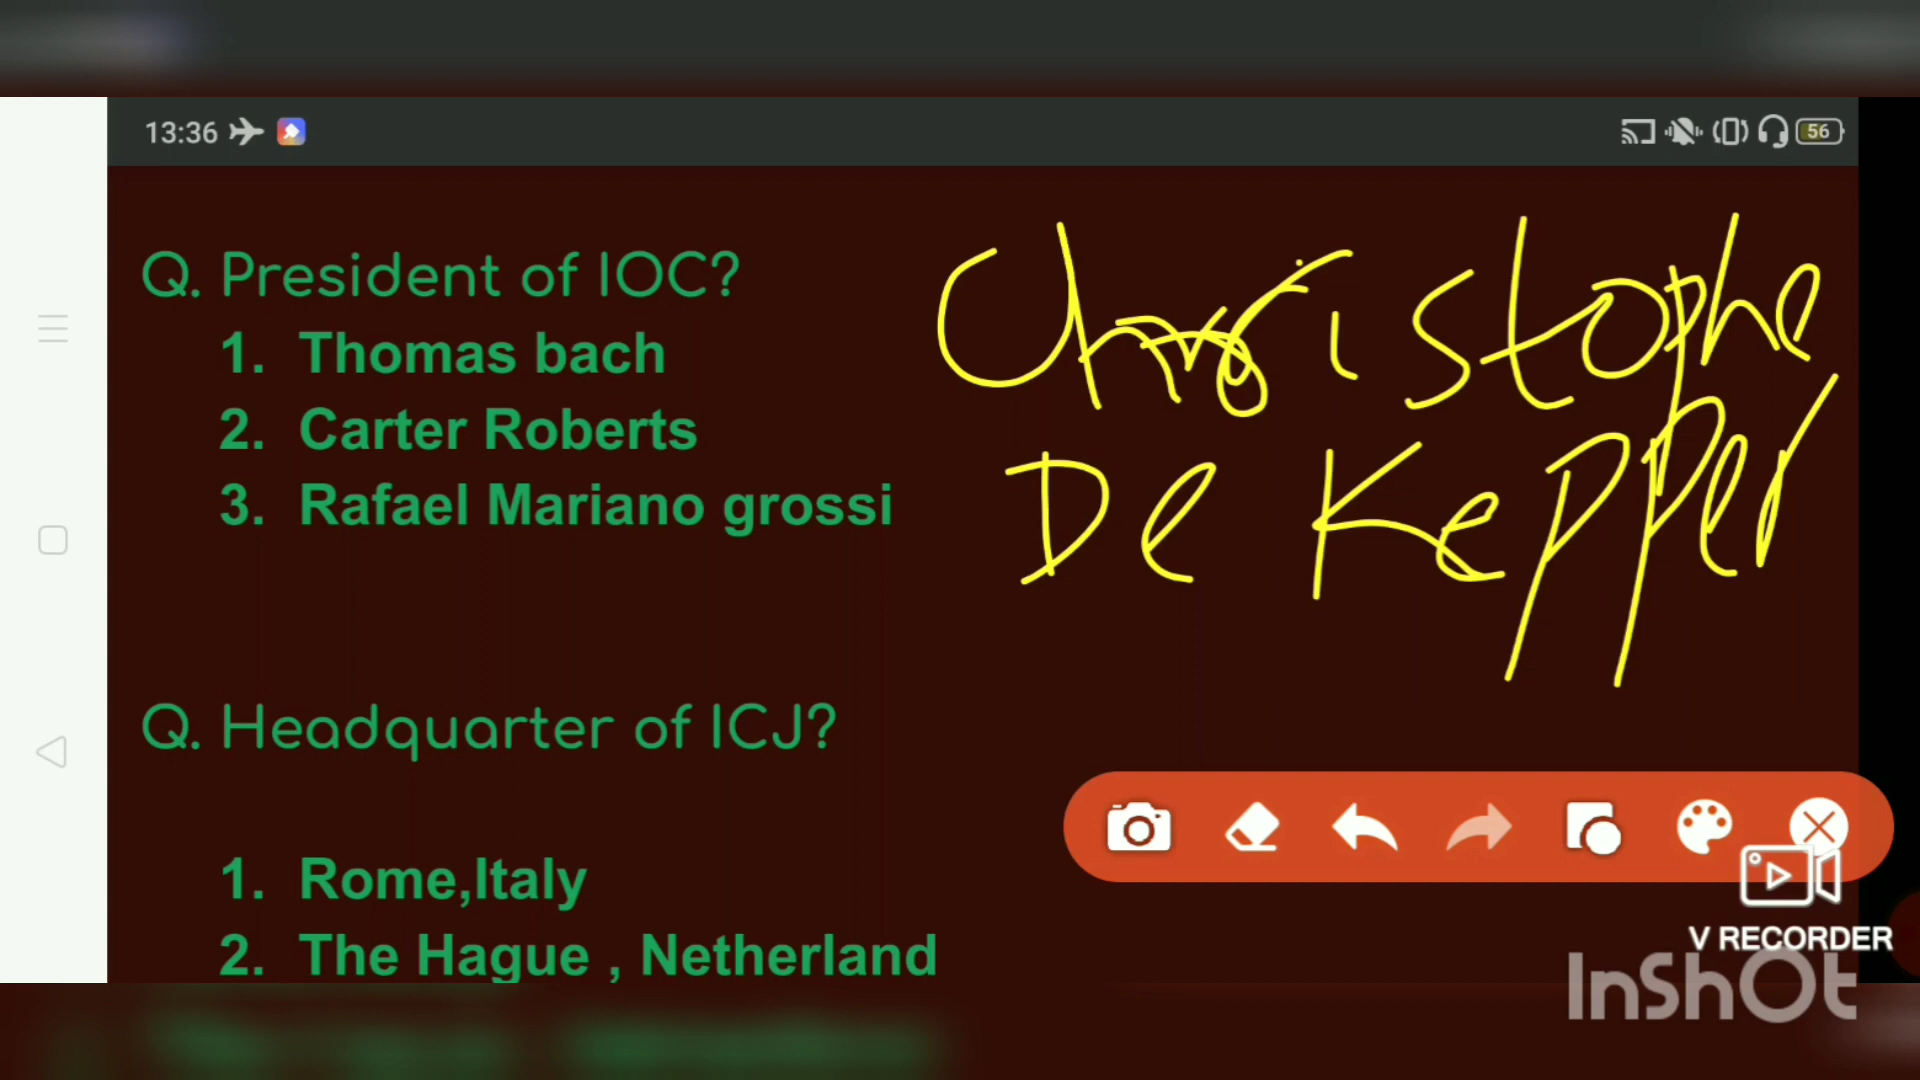 13:36
56
Q. President of IOC?
1. Thomas bach
2. Carter Roberts
3. Rafael Mariano grossi
Christophe
De Kepper
Q. Headquarter of ICJ?
1. Rome,Italy
2. The Hague , Netherland
V RECORDER
InShOt